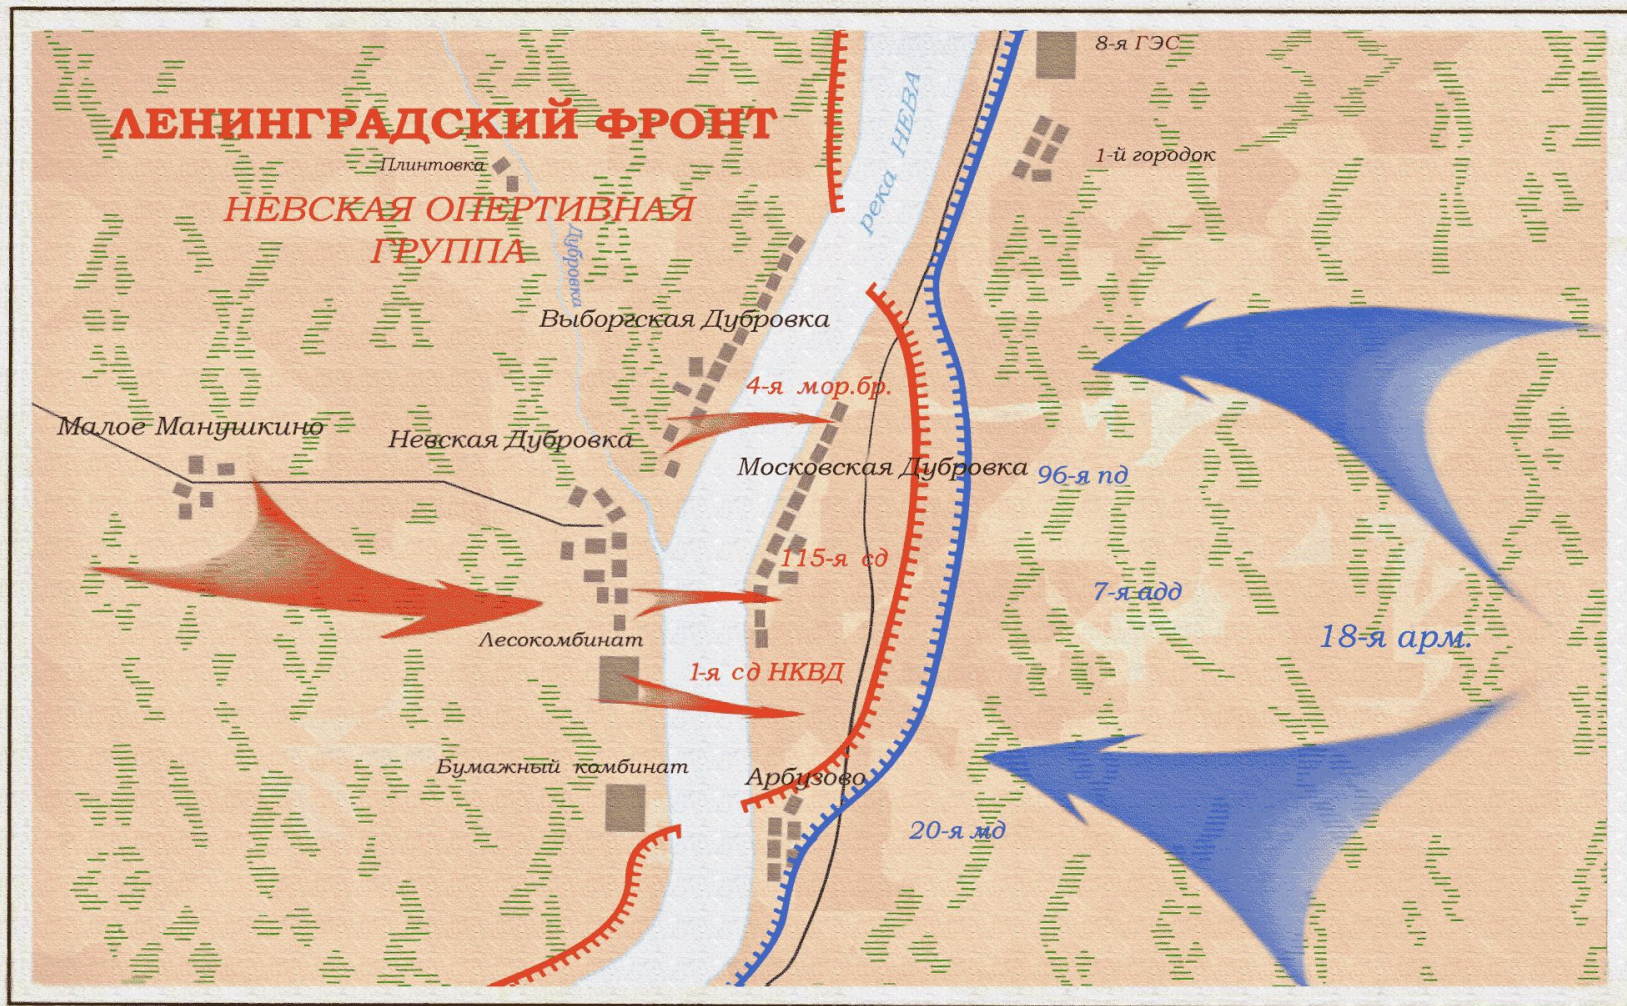 8-я ГЭС
ЛЕНИНГРАДСКИЙ ФРОНТ
река НЕВА
1-й городок
Плинтовка
НЕВСКАЯ ОПЕРТИВНАЯ
ГРУППА
Дубровка
Выборгская Дубровка
4-я мор.бр.
Малое Манушкино
Невская Дубровка
Московская Дубровка
96-я пд
115-я сд
7-я адд
Лесокомбинат
18-я арм.
1-я сд НКВД
Бумажный комбинат
Арбузово
20-я мд